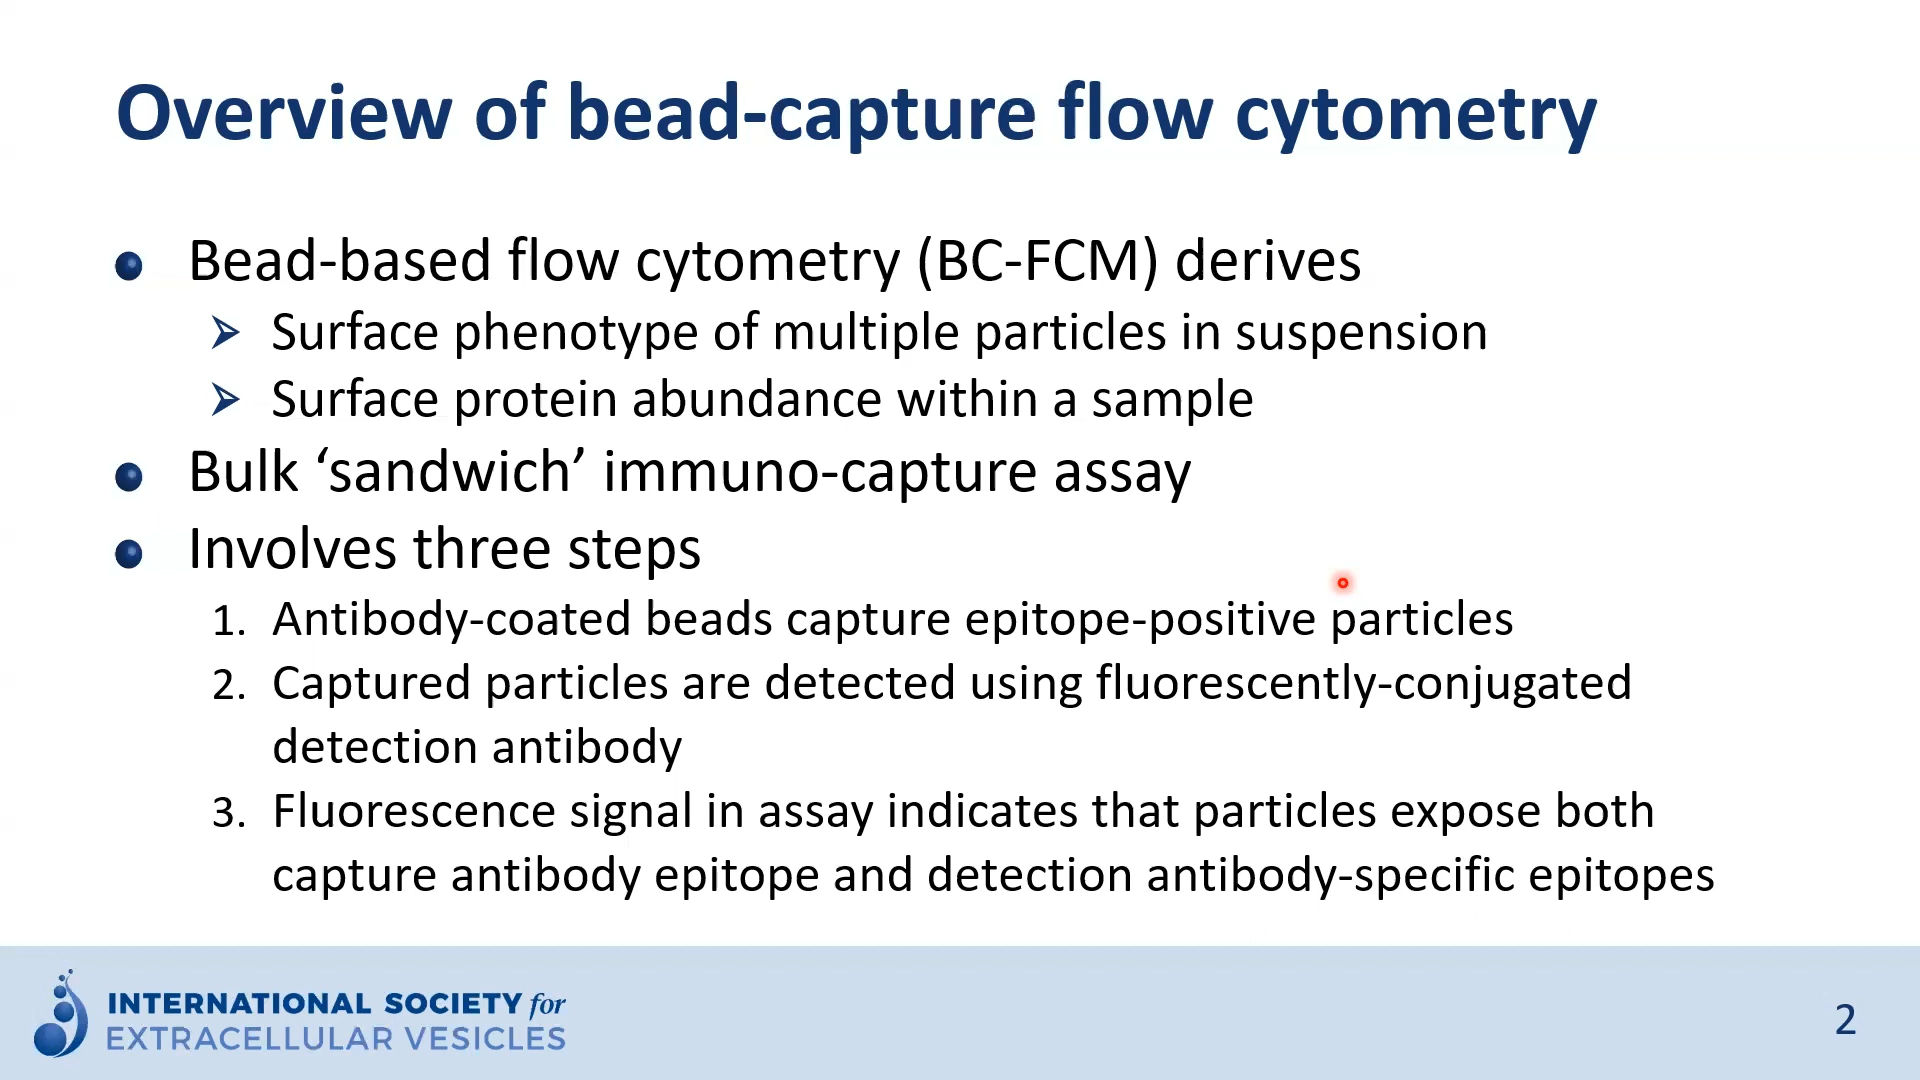 Overview of bead-capture flow cytometry
Bead-based flow cytometry (BC-FCM) derives
Surface phenotype of multiple particles in suspension
Surface protein abundance within a sample
Bulk ‘sandwich’ immuno-capture assay
Involves three steps
1. Antibody-coated beads capture epitope-positive particles
2. Captured particles are detected using fluorescently-conjugated
detection antibody
3. Fluorescence signal in assay indicates that particles expose both
capture antibody epitope and detection antibody-specific epitopes
INTERNATIONAL SOCIETY for
EXTRACELLULAR VESICLES
2